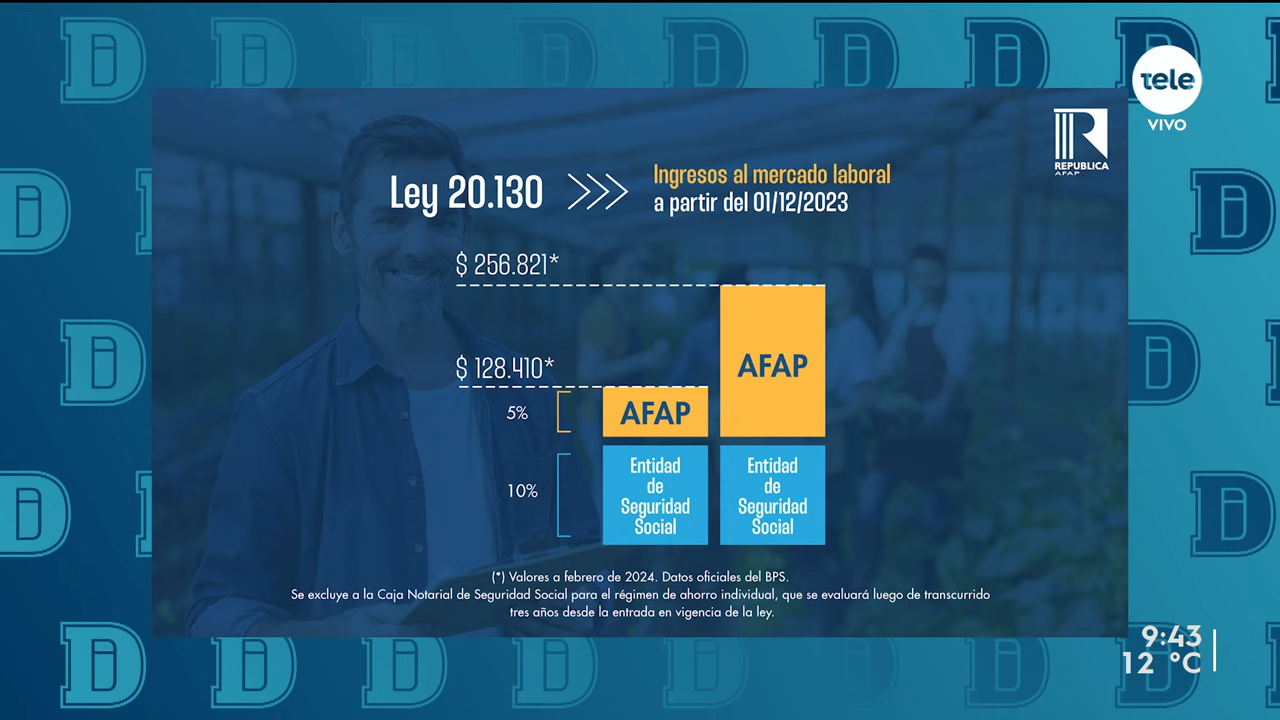 tele
VIVO
REPUBLICA
AFAP
Ley 20.130
Ingresos al mercado laboral
a partir del 01/12/2023
$ 256.821*
AFAP
$ 128.410*
5%
AFAP
10%
Entidad
de
Seguridad
Social
Entidad
de
Seguridad
Social
(*) Valores a febrero de 2024. Datos oficiales del BPS.
Se excluye a la Caja Notarial de Seguridad Social para el régimen de ahorro individual, que se evaluará luego de transcurrido
tres años desde la entrada en vigencia de la ley.
9:43
12 °C